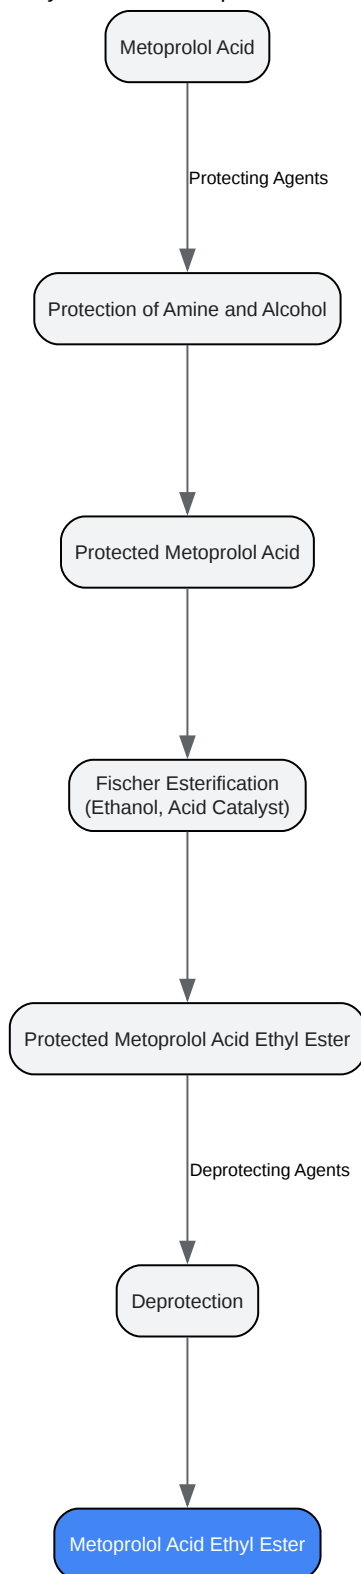 Metoprolol Acid
Protecting Agents
Protection of Amine and Alcohol
Protected Metoprolol Acid
Fischer Esterification
(Ethanol, Acid Catalyst)
Protected Metoprolol Acid Ethyl Ester
Deprotecting Agents
Deprotection
Metoprolol Acid Ethyl Ester